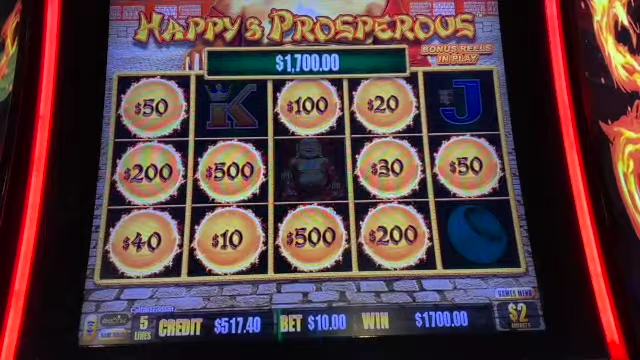 HAPPY & PROSPEROUS
BONUS REELS
IN PLAY
$1,700.00
$50 K $100 $20 J
$200 $500 $30 $50
$40 $10 $500 $200
GAMES MENU
5
LINES
CREDIT $517.40 BET $10.00 WIN $1700.00
$2